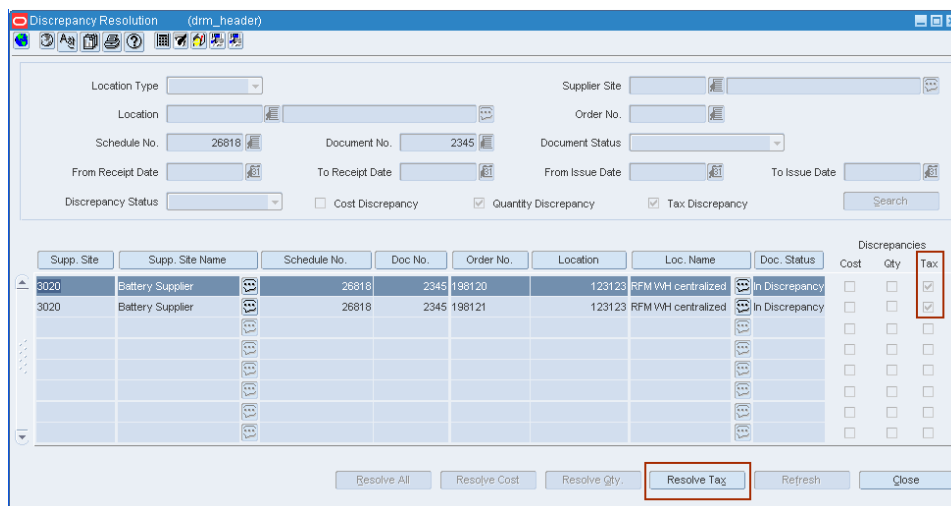 Discrepancy Resolution (drm_header)
Location Type Supplier Site
Location Order No.
Schedule No. 26818 Document No. 2345 Document Status
From Receipt Date To Receipt Date From Issue Date To Issue Date
Discrepancy Status Cost Discrepancy Quantity Discrepancy Tax Discrepancy Search
Discrepancies
Supp. Site Supp. Site Name Schedule No. Doc No. Order No. Location Loc. Name Doc. Status Cost Qty Tax
3020 Battery Supplier 26818 2345 198120 123123 RFM WH centralized In Discrepancy
3020 Battery Supplier 26818 2345 198121 123123 RFM WH centralized In Discrepancy
Resolve All Resolve Cost Resolve Qty. Resolve Tax Refresh Close